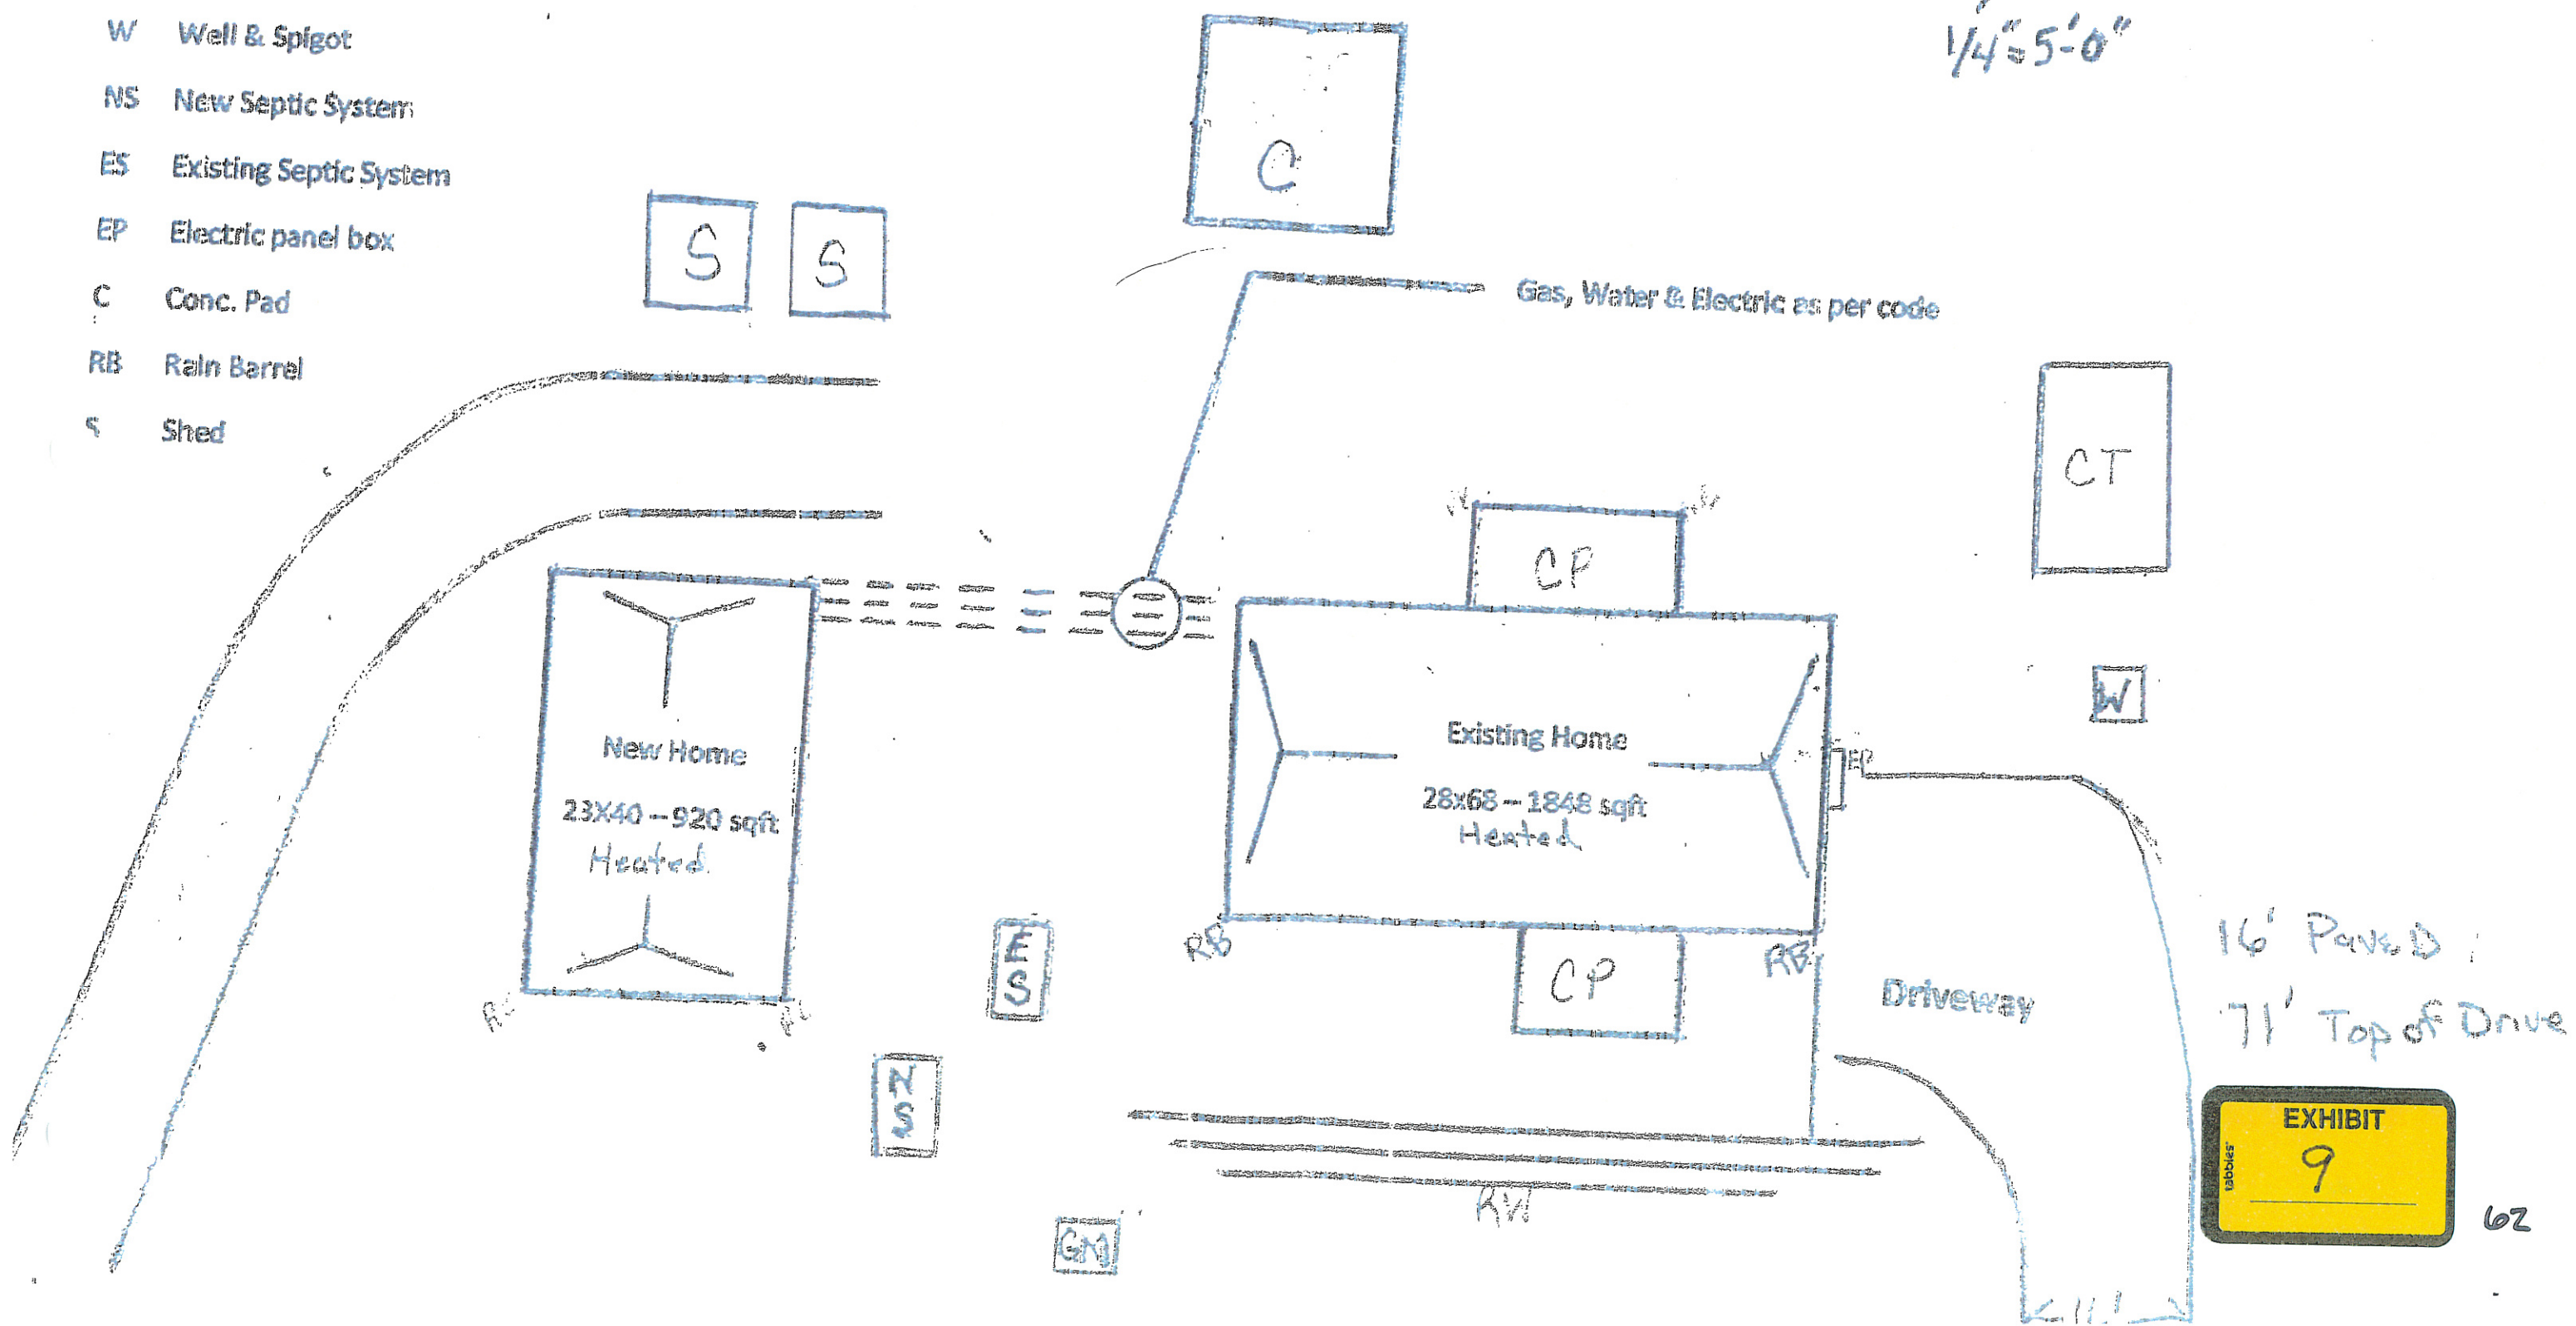 1/4"=5'-0"
W Well & Spigot
NS New Septic System
ES Existing Septic System
EP Electric panel box
C Conc. Pad
RB Rain Barrel
S Shed
C
S
S
Gas, Water & Electric as per code
CT
CP
W
New Home
23X40 – 920 sqft
Heated
Existing Home
28x68 – 1848 sqft
Heated
EP
RB
RB
CP
E
S
N
S
Driveway
16' PaveD
71' Top of Drive
RW
GM
EXHIBIT
9
tabbies
62